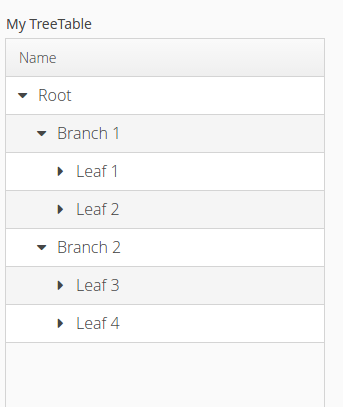 My TreeTable
Name
Root
Branch 1
Leaf 1
Leaf 2
Branch 2
Leaf 3
Leaf 4